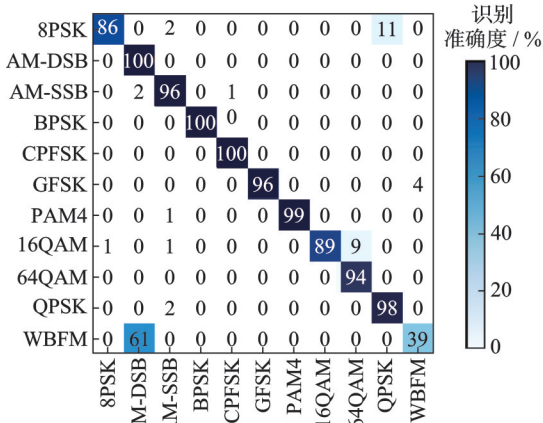 识别
准确度 / %
8PSK 86 0 2 0 0 0 0 0 0 11 0
AM-DSB 0 100 0 0 0 0 0 0 0 0 0
AM-SSB 0 2 96 0 1 0 0 0 0 0 0
BPSK 0 0 0 100 0 0 0 0 0 0 0
CPFSK 0 0 0 0 100 0 0 0 0 0 0
GFSK 0 0 0 0 0 96 0 0 0 0 4
PAM4 0 0 1 0 0 0 99 0 0 0 0
16QAM 1 0 1 0 0 0 0 89 9 0 0
64QAM 0 0 0 0 0 0 0 0 94 0 0
QPSK 0 0 2 0 0 0 0 0 0 98 0
WBFM 0 61 0 0 0 0 0 0 0 0 39
8PSK
M-DSB
M-SSB
BPSK
CPFSK
GFSK
PAM4
16QAM
64QAM
QPSK
WBFM
100
80
60
40
20
0